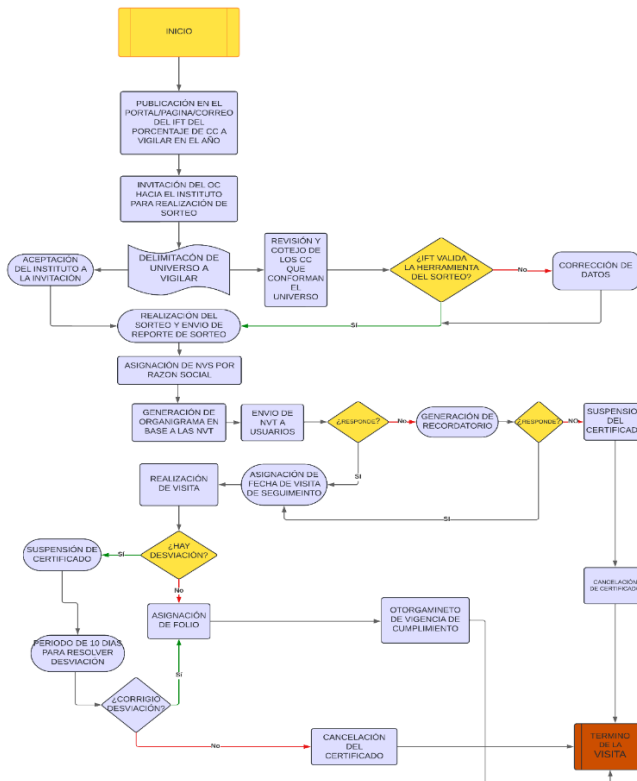 INICIO
PUBLICACIÓN EN EL
PORTAL/PAGINA/CORREO
DEL IFT DEL
PORCENTAJE DE CC A
VIGILAR EN EL AÑO
INVITACIÓN DEL OC
HACIA EL INSTITUTO
PARA REALIZACIÓN DE
SORTEO
ACEPTACIÓN
DEL INSTITUTO A
LA INVITACIÓN
DELIMITACÓN DE
UNIVERSO A
VIGILAR
REVISIÓN Y
COTEJO DE
LOS CC
QUE
CONFORMAN
EL
UNIVERSO
¿IFT VALIDA
LA HERRAMIENTA
DEL SORTEO?
No
CORRECCIÓN DE
DATOS
SI
REALIZACIÓN DEL
SORTEO Y ENVIO DE
REPORTE DE SORTEO
ASIGNACIÓN DE NVS POR
RAZON SOCIAL
GENERACIÓN DE
ORGANIGRAMA EN
BASE A LAS NVT
ENVIO DE
NVT A
USUARIOS
¿RESPONDE?
No
GENERACIÓN DE
RECORDATORIO
¿RESPONDE?
NO
SUSPENSION
DEL
CERTIFICADO
SI
SI
ASIGNACIÓN DE
FECHA DE VISITA
DE SEGUIMEINTO
REALIZACIÓN DE
VISITA
¿HAY
DESVIACIÓN?
SI
SUSPENSIÓN DE
CERTIFICADO
No
CANCELACIÓN
DE CERTIFICADO
ASIGNACIÓN
DE FOLIO
OTORGAMINETO
DE VIGENCIA DE
CUMPLIMIENTO
PERIODO DE 10 DIAS
PARA RESOLVER
DESVIACIÓN
SI
¿CORRIGIO
DESVIACIÓN?
No
CANCELACIÓN
DEL
CERTIFICADO
TERMINO
DE LA
VISITA